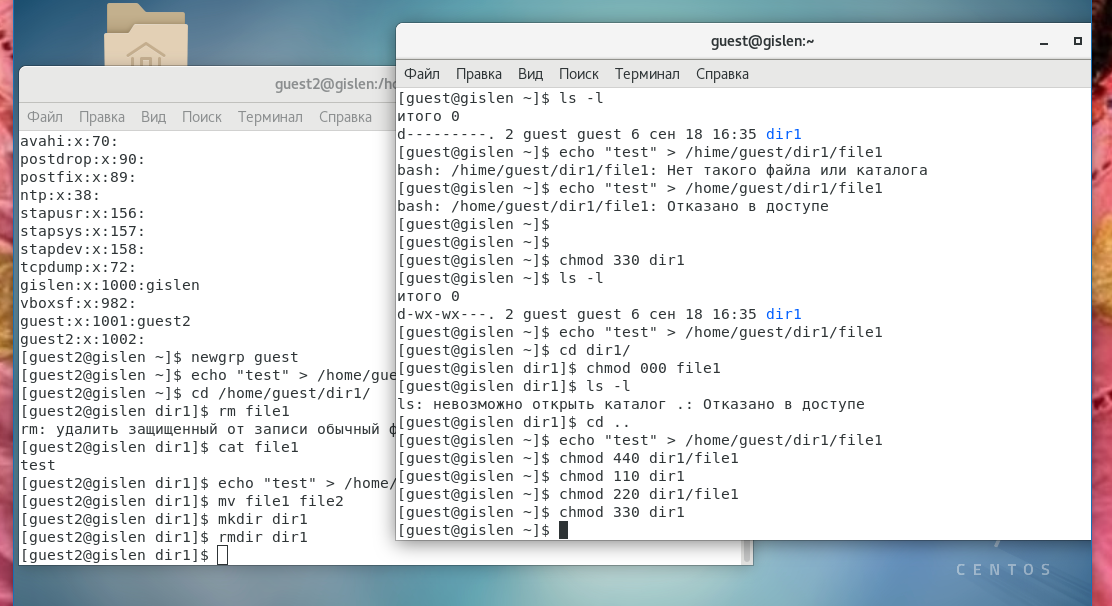 guest2@gislen:/h
Файл Правка Вид Поиск Терминал Справка
avahi:x:70:
postdrop:x:90:
postfix:x:89:
ntp:x:38:
stapusr:x:156:
stapsys:x:157:
stapdev:x:158:
tcpdump:x:72:
gislen:x:1000:gislen
vboxsf:x:982:
guest:x:1001:guest2
guest2:x:1002:
[guest2@gislen ~]$ newgrp guest
[guest2@gislen ~]$ echo "test" > /home/gue
[guest2@gislen ~]$ cd /home/guest/dir1/
[guest2@gislen dir1]$ rm file1
rm: удалить защищенный от записи обычный ф
[guest2@gislen dir1]$ cat file1
test
[guest2@gislen dir1]$ echo "test" > /home/
[guest2@gislen dir1]$ mv file1 file2
[guest2@gislen dir1]$ mkdir dir1
[guest2@gislen dir1]$ rmdir dir1
[guest2@gislen dir1]$
guest@gislen:~
Файл Правка Вид Поиск Терминал Справка
[guest@gislen ~]$ ls -l
итого 0
d---------. 2 guest guest 6 сен 18 16:35 dir1
[guest@gislen ~]$ echo "test" > /hime/guest/dir1/file1
bash: /hime/guest/dir1/file1: Нет такого файла или каталога
[guest@gislen ~]$ echo "test" > /home/guest/dir1/file1
bash: /home/guest/dir1/file1: Отказано в доступе
[guest@gislen ~]$
[guest@gislen ~]$
[guest@gislen ~]$ chmod 330 dir1
[guest@gislen ~]$ ls -l
итого 0
d-wx-wx---. 2 guest guest 6 сен 18 16:35 dir1
[guest@gislen ~]$ echo "test" > /home/guest/dir1/file1
[guest@gislen ~]$ cd dir1/
[guest@gislen dir1]$ chmod 000 file1
[guest@gislen dir1]$ ls -l
ls: невозможно открыть каталог .: Отказано в доступе
[guest@gislen dir1]$ cd ..
[guest@gislen ~]$ echo "test" > /home/guest/dir1/file1
[guest@gislen ~]$ chmod 440 dir1/file1
[guest@gislen ~]$ chmod 110 dir1
[guest@gislen ~]$ chmod 220 dir1/file1
[guest@gislen ~]$ chmod 330 dir1
[guest@gislen ~]$
CENTOS